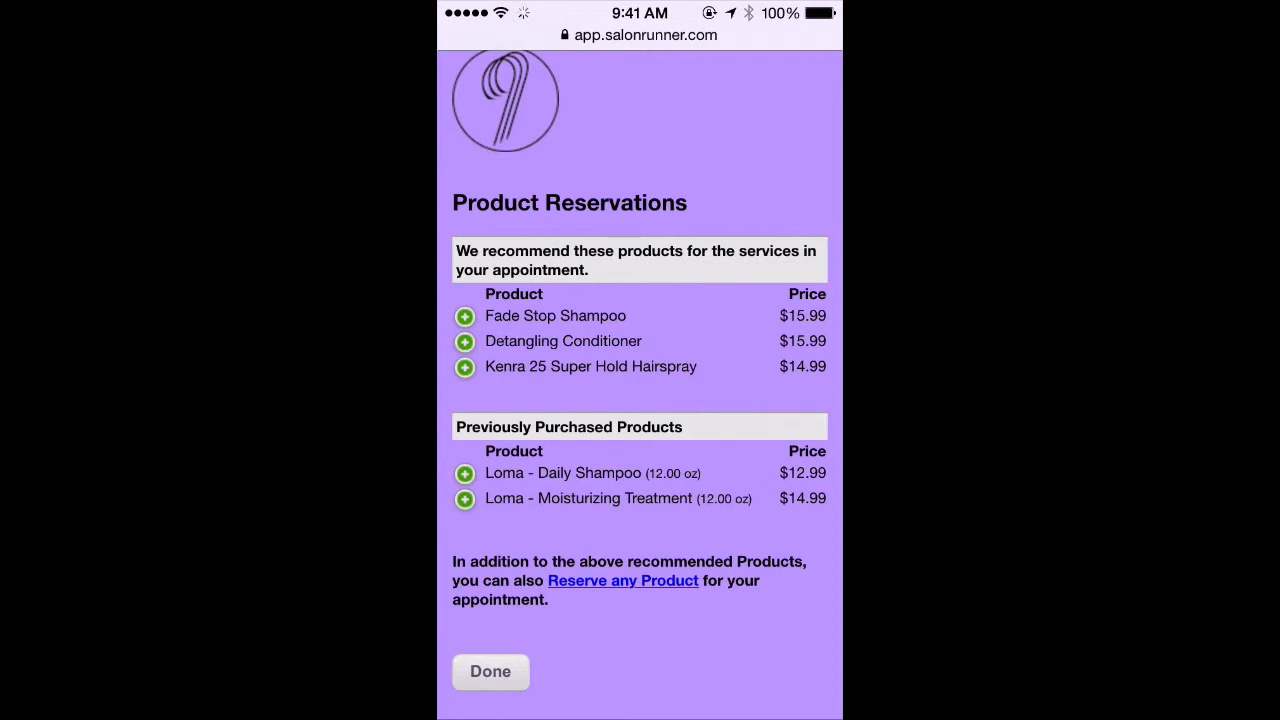 9:41 AM
100%
app.salonrunner.com
Product Reservations
We recommend these products for the services in
your appointment.
Product Price
Fade Stop Shampoo $15.99
Detangling Conditioner $15.99
Kenra 25 Super Hold Hairspray $14.99
Previously Purchased Products
Product Price
Loma - Daily Shampoo (12.00 oz) $12.99
Loma - Moisturizing Treatment (12.00 oz) $14.99
In addition to the above recommended Products,
you can also Reserve any Product for your
appointment.
Done